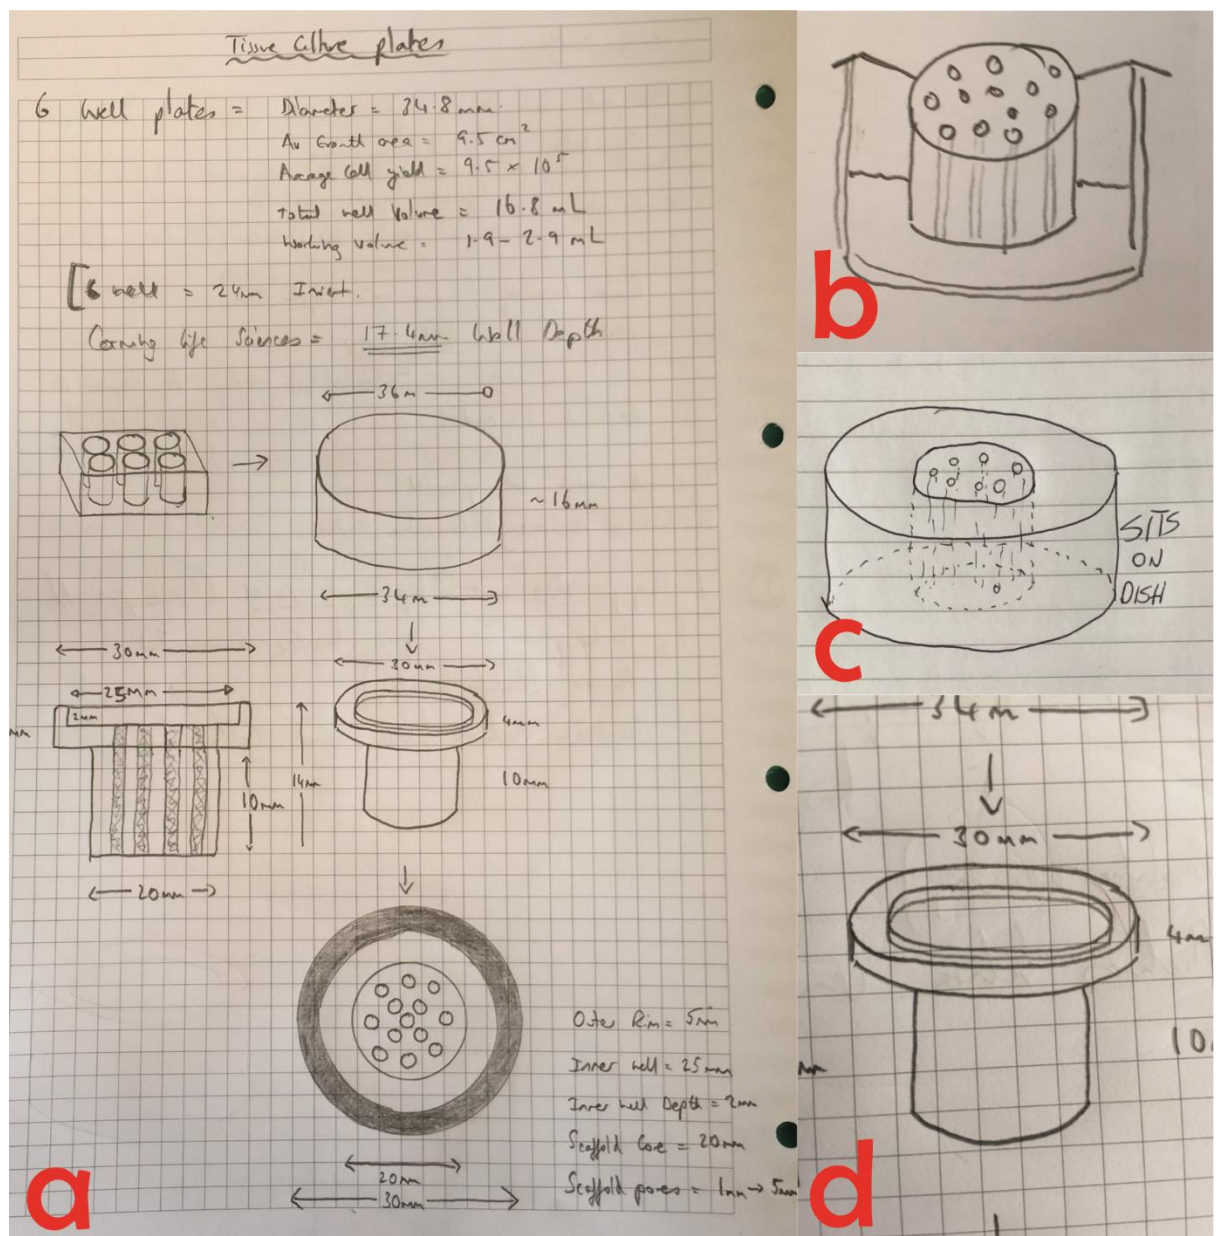 Tissue Culture plates
6 Well plates = Diameter = 34.8mm
Av Growth area = 9.5 cm²
Average Cell yield = 9.5 × 10⁵
Total well Volume = 16.8 mL
Working volume = 1.9 - 2.9 mL
[6 well = 24mm Insert.
Corning Life Sciences = 17.4mm Well Depth
36m
~16mm
34m
30mm
25mm
2mm
10mm
20mm
30mm
4mm
10mm
14mm
Outer Rim = 5mm
Inner well = 25mm
Inner well Depth = 2mm
Scaffold Core = 20mm
Scaffold pores = 1mm → 5mm
20mm
30mm
a
b
SITS
ON
DISH
c
34m
30mm
4mm
10
d